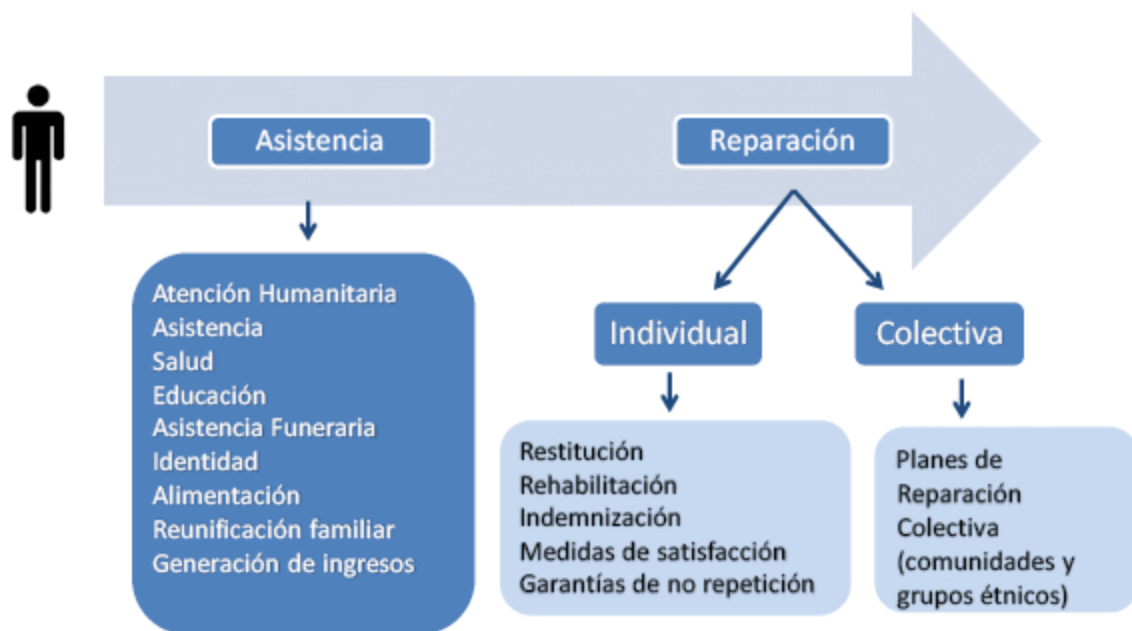 Asistencia
Reparación
Atención Humanitaria
Asistencia
Salud
Educación
Asistencia Funeraria
Identidad
Alimentación
Reunificación familiar
Generación de ingresos
Individual
Colectiva
Restitución
Rehabilitación
Indemnización
Medidas de satisfacción
Garantías de no repetición
Planes de
Reparación
Colectiva
(comunidades y
grupos étnicos)